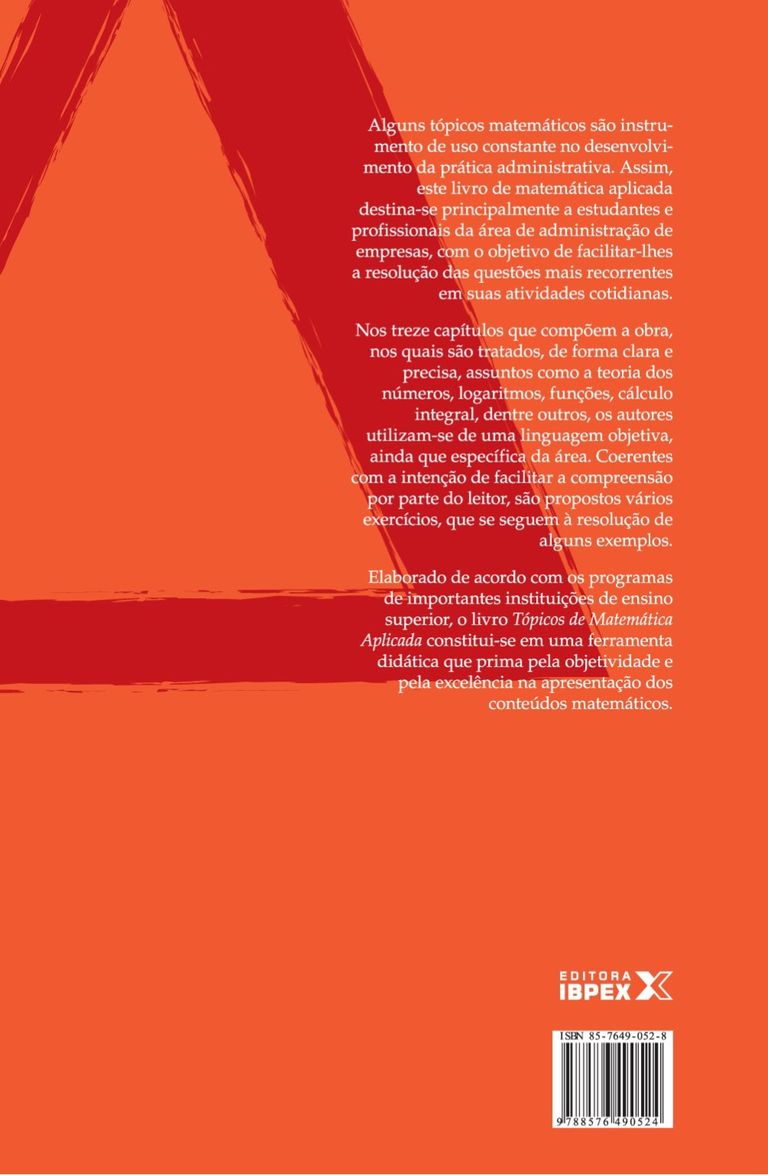 Alguns tópicos matemáticos são instru-
mento de uso constante no desenvolvi-
mento da prática administrativa. Assim,
este livro de matemática aplicada
destina-se principalmente a estudantes e
profissionais da área de administração de
empresas, com o objetivo de facilitar-lhes
a resolução das questões mais recorrentes
em suas atividades cotidianas.
Nos treze capítulos que compõem a obra,
nos quais são tratados, de forma clara e
precisa, assuntos como a teoria dos
números, logaritmos, funções, cálculo
integral, dentre outros, os autores
utilizam-se de uma linguagem objetiva,
ainda que específica da área. Coerentes
com a intenção de facilitar a compreensão
por parte do leitor, são propostos vários
exercícios, que se seguem à resolução de
alguns exemplos.
Elaborado de acordo com os programas
de importantes instituições de ensino
superior, o livro Tópicos de Matemática
Aplicada constitui-se em uma ferramenta
didática que prima pela objetividade e
pela excelência na apresentação dos
conteúdos matemáticos.
EDITORA
IBPEX
ISBN 85-7649-052-8
9788576490524